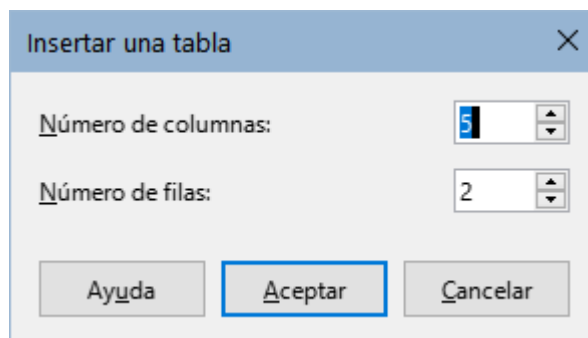 Insertar una tabla
Número de columnas: 5
Número de filas: 2
Ayuda Aceptar Cancelar